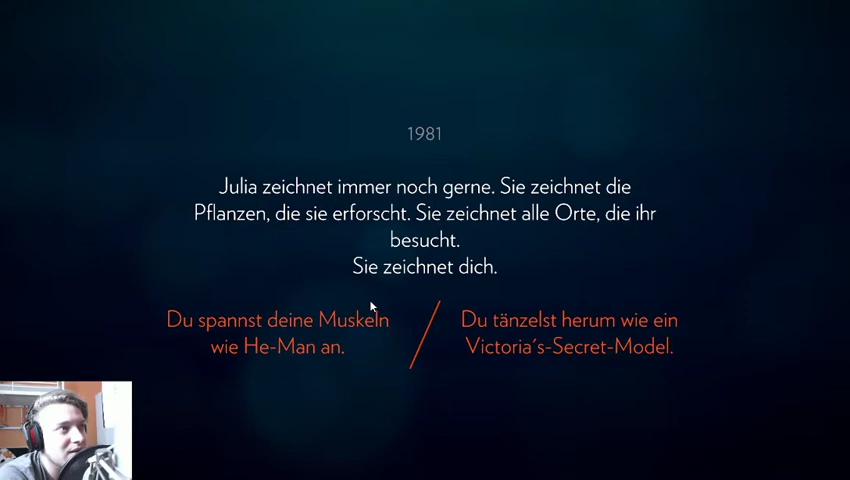 1981
Julia zeichnet immer noch gerne. Sie zeichnet die
Pflanzen, die sie erforscht. Sie zeichnet alle Orte, die ihr
besucht.
Sie zeichnet dich.
Du spannst deine Muskeln
wie He-Man an.
Du tänzelst herum wie ein
Victoria's-Secret-Model.